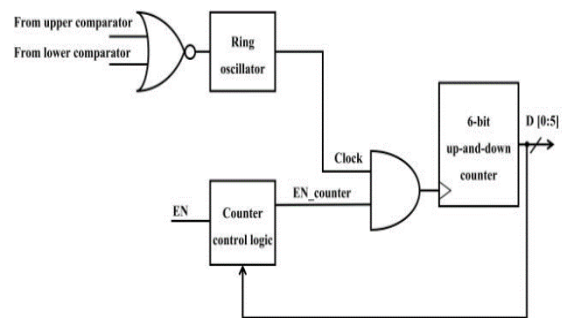 From upper comparator
From lower comparator
Ring
oscillator
6-bit
up-and-down
counter
D [0:5]
Clock
EN_counter
EN
Counter
control logic